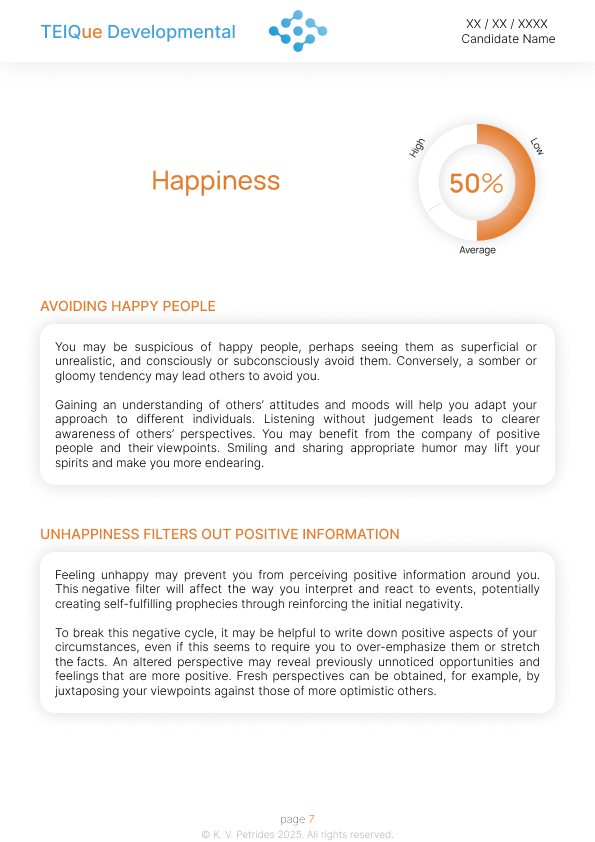 TEIQue Developmental
XX / XX / XXXX
Candidate Name
Happiness
High
Low
50%
Average
AVOIDING HAPPY PEOPLE
You may be suspicious of happy people, perhaps seeing them as superficial or
unrealistic, and consciously or subconsciously avoid them. Conversely, a somber or
gloomy tendency may lead others to avoid you.
Gaining an understanding of others’ attitudes and moods will help you adapt your
approach to different individuals. Listening without judgement leads to clearer
awareness of others’ perspectives. You may benefit from the company of positive
people and their viewpoints. Smiling and sharing appropriate humor may lift your
spirits and make you more endearing.
UNHAPPINESS FILTERS OUT POSITIVE INFORMATION
Feeling unhappy may prevent you from perceiving positive information around you.
This negative filter will affect the way you interpret and react to events, potentially
creating self-fulfilling prophecies through reinforcing the initial negativity.
To break this negative cycle, it may be helpful to write down positive aspects of your
circumstances, even if this seems to require you to over-emphasize them or stretch
the facts. An altered perspective may reveal previously unnoticed opportunities and
feelings that are more positive. Fresh perspectives can be obtained, for example, by
juxtaposing your viewpoints against those of more optimistic others.
page 7
© K. V. Petrides 2025. All rights reserved.